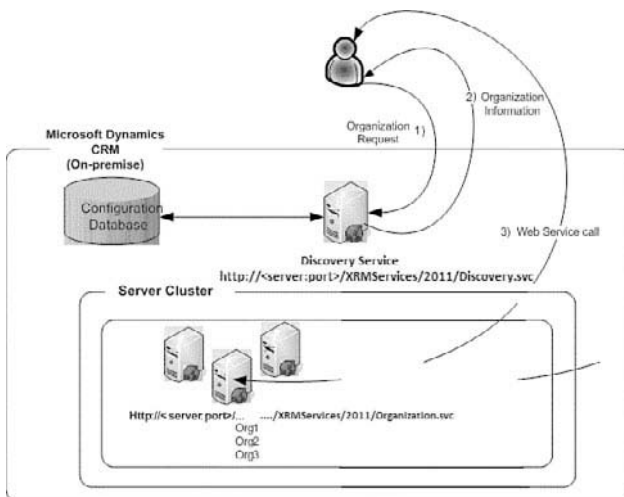 2) Organization
Information
Organization 1)
Request
Microsoft Dynamics
CRM
(On-premise)
Configuration
Database
3) Web Service call
Discovery Service
http://<server:port>/XRMServices/2011/Discovery.svc
Server Cluster
Http://< server.port>/... ..../XRMServices/2011/Organization.svc
Org1
Org2
Org3